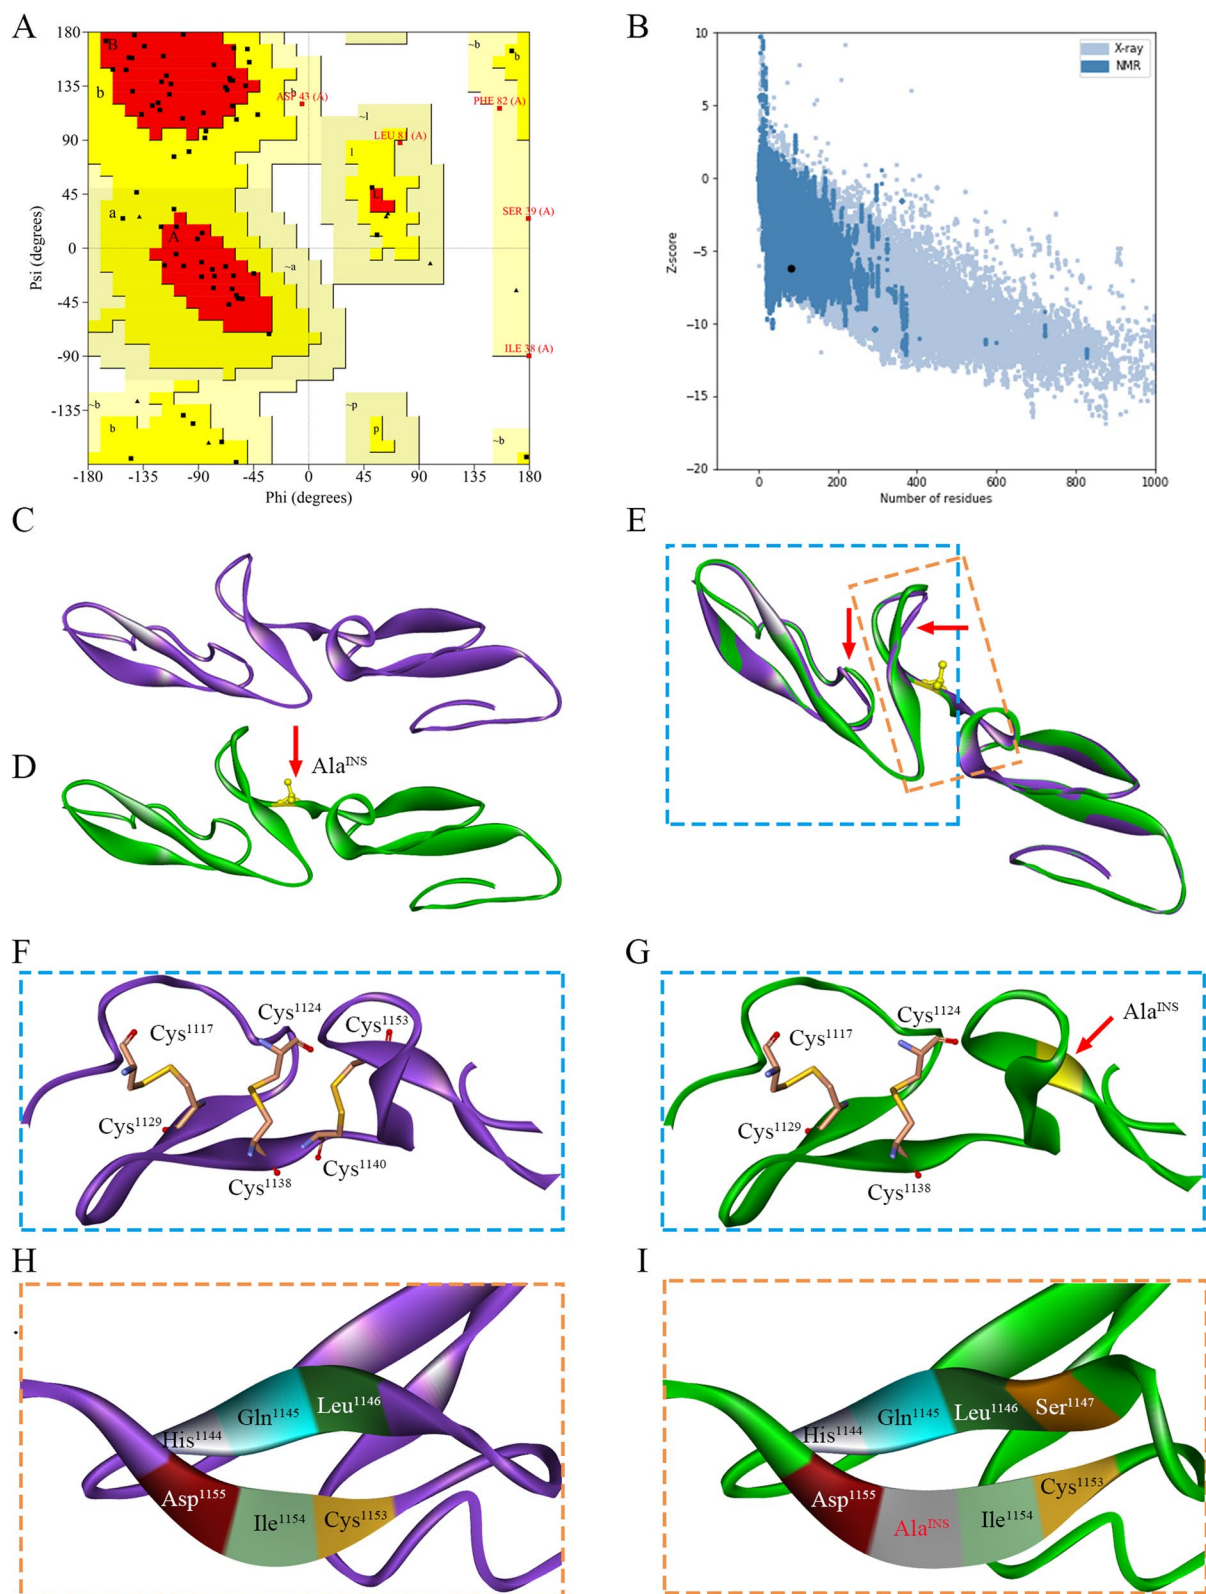 A
B
180
135
90
45
0
-45
-90
-135
-180
-135
-90
-45
0
45
90
135
180
Psi (degrees)
Phi (degrees)
B
b
~b
ASP 43 (A)
~b
b
PHE 82 (A)
~l
LEU 81 (A)
l
L
a
A
~a
SER 39 (A)
ILE 38 (A)
~b
b
~p
p
~b
10
5
0
−5
−10
−15
−20
0
200
400
600
800
1000
Z-score
Number of residues
X-ray
NMR
C
E
D
Ala^INS
F
Cys^1117
Cys^1124
Cys^1153
Cys^1129
Cys^1138
Cys^1140
G
Cys^1117
Cys^1124
Ala^INS
Cys^1129
Cys^1138
H
His^1144
Gln^1145
Leu^1146
Asp^1155
Ile^1154
Cys^1153
I
His^1144
Gln^1145
Leu^1146
Ser^1147
Asp^1155
Ala^INS
Ile^1154
Cys^1153